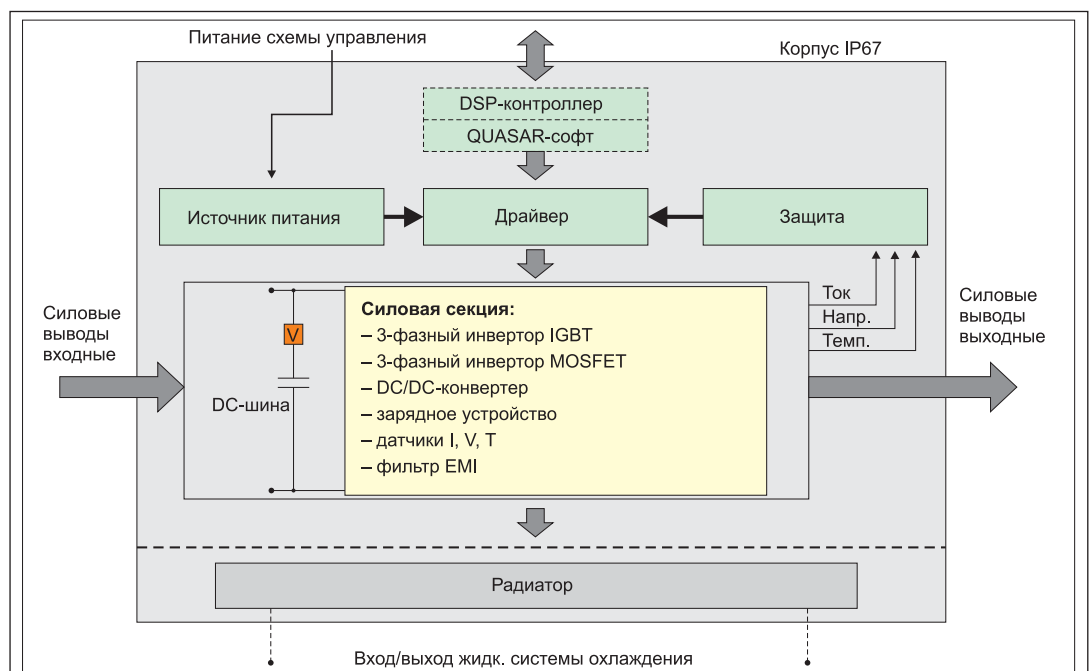 Питание схемы управления
Корпус IP67
DSP-контроллер
QUASAR-софт
Источник питания
Драйвер
Защита
Силовые
выводы
входные
V
DC-шина
Силовая секция:
– 3-фазный инвертор IGBT
– 3-фазный инвертор MOSFET
– DC/DC-конвертер
– зарядное устройство
– датчики I, V, T
– фильтр EMI
Ток
Напр.
Темп.
Силовые
выводы
выходные
Радиатор
Вход/выход жидк. системы охлаждения